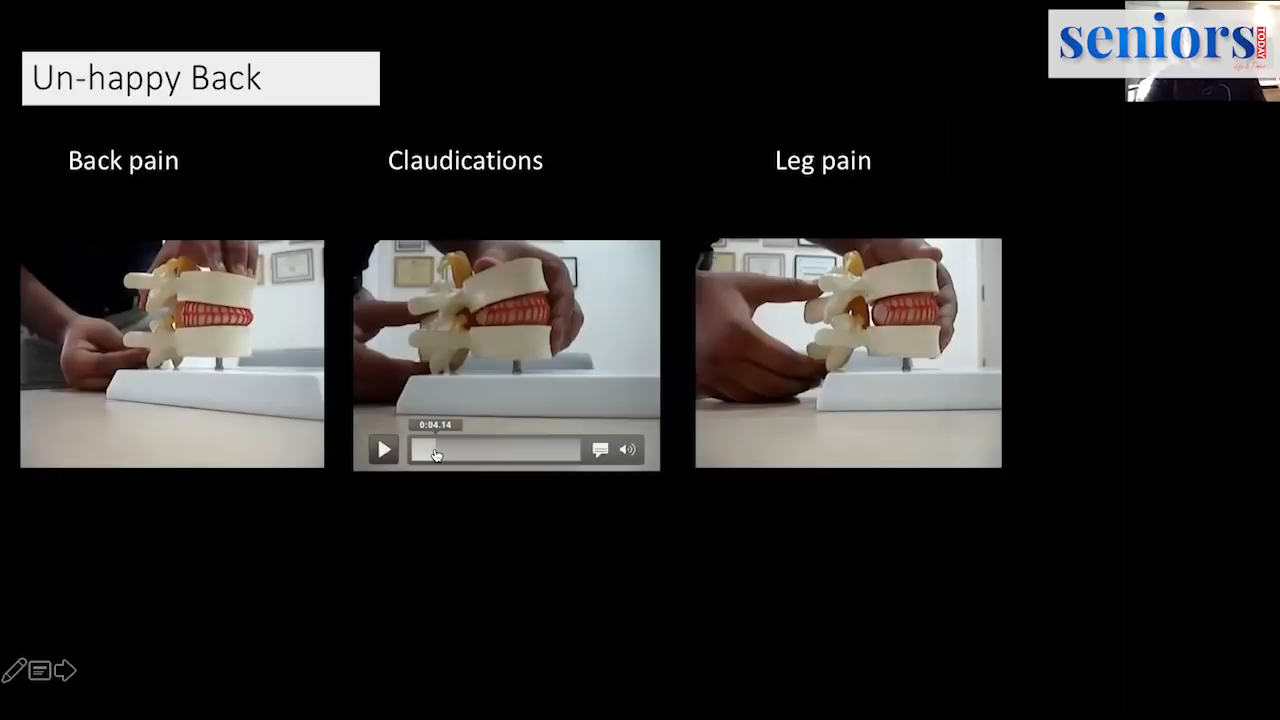 seniors
TODAY
Un-happy Back
Back pain
Claudications
Leg pain
0:04.14